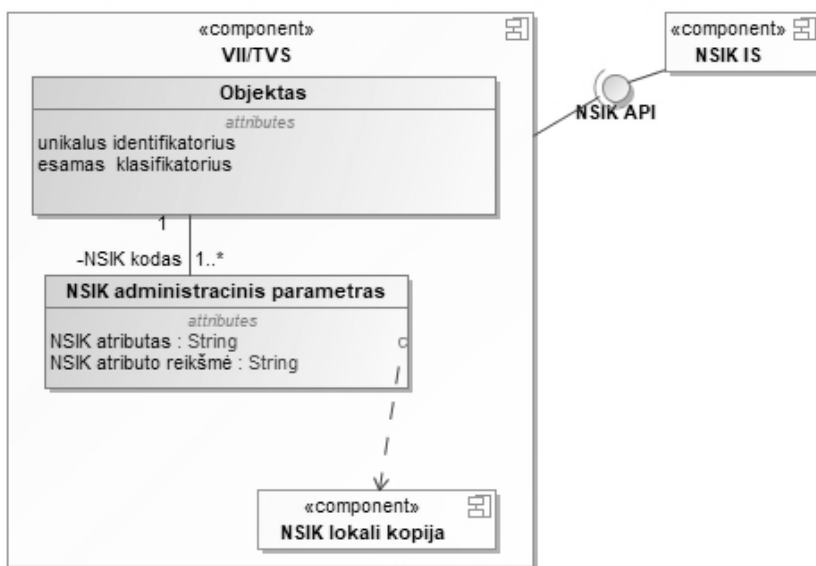 «component»
VII/TVS
Objektas
attributes
unikalus identifikatorius
esamas klasifikatorius
1
-NSIK kodas 1..*
NSIK administracinis parametras
attributes
NSIK atributas : String
NSIK atributo reikšmė : String
«component»
NSIK lokali kopija
NSIK API
«component»
NSIK IS